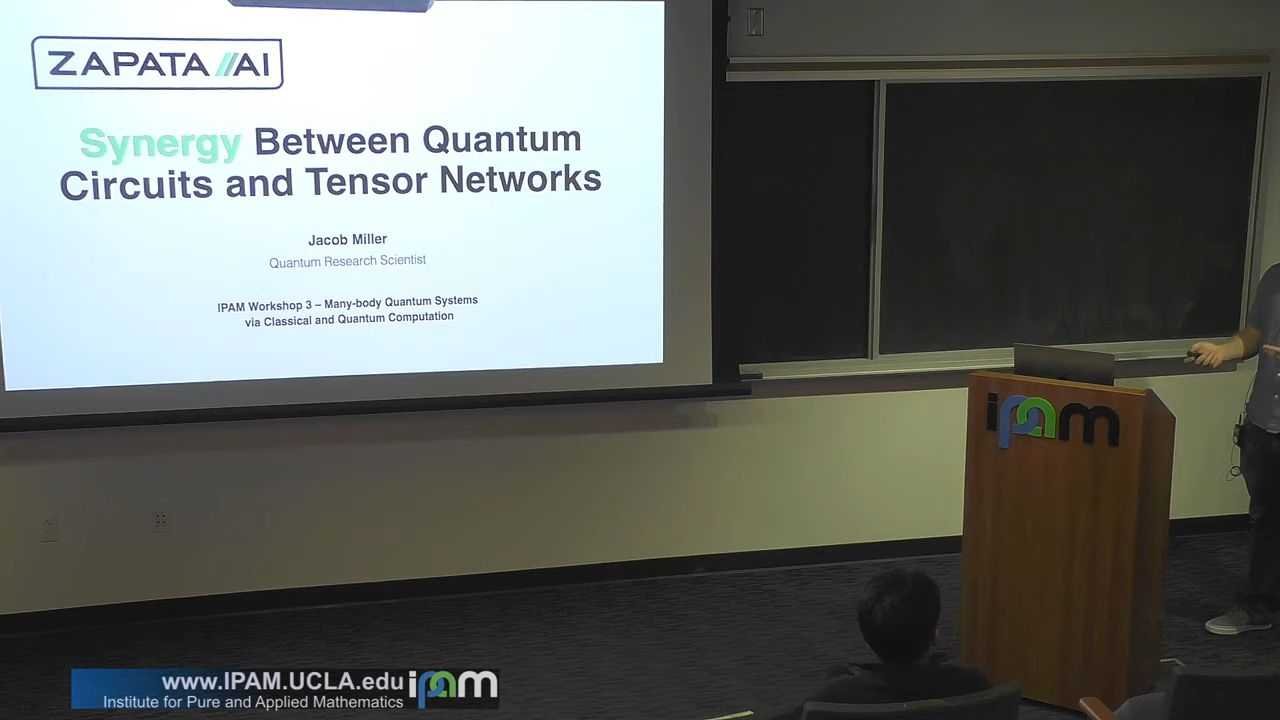 ZAPATA //AI
Synergy Between Quantum
Circuits and Tensor Networks
Jacob Miller
Quantum Research Scientist
IPAM Workshop 3 – Many-body Quantum Systems
via Classical and Quantum Computation
ipam
www.IPAM.UCLA.edu ipam
Institute for Pure and Applied Mathematics